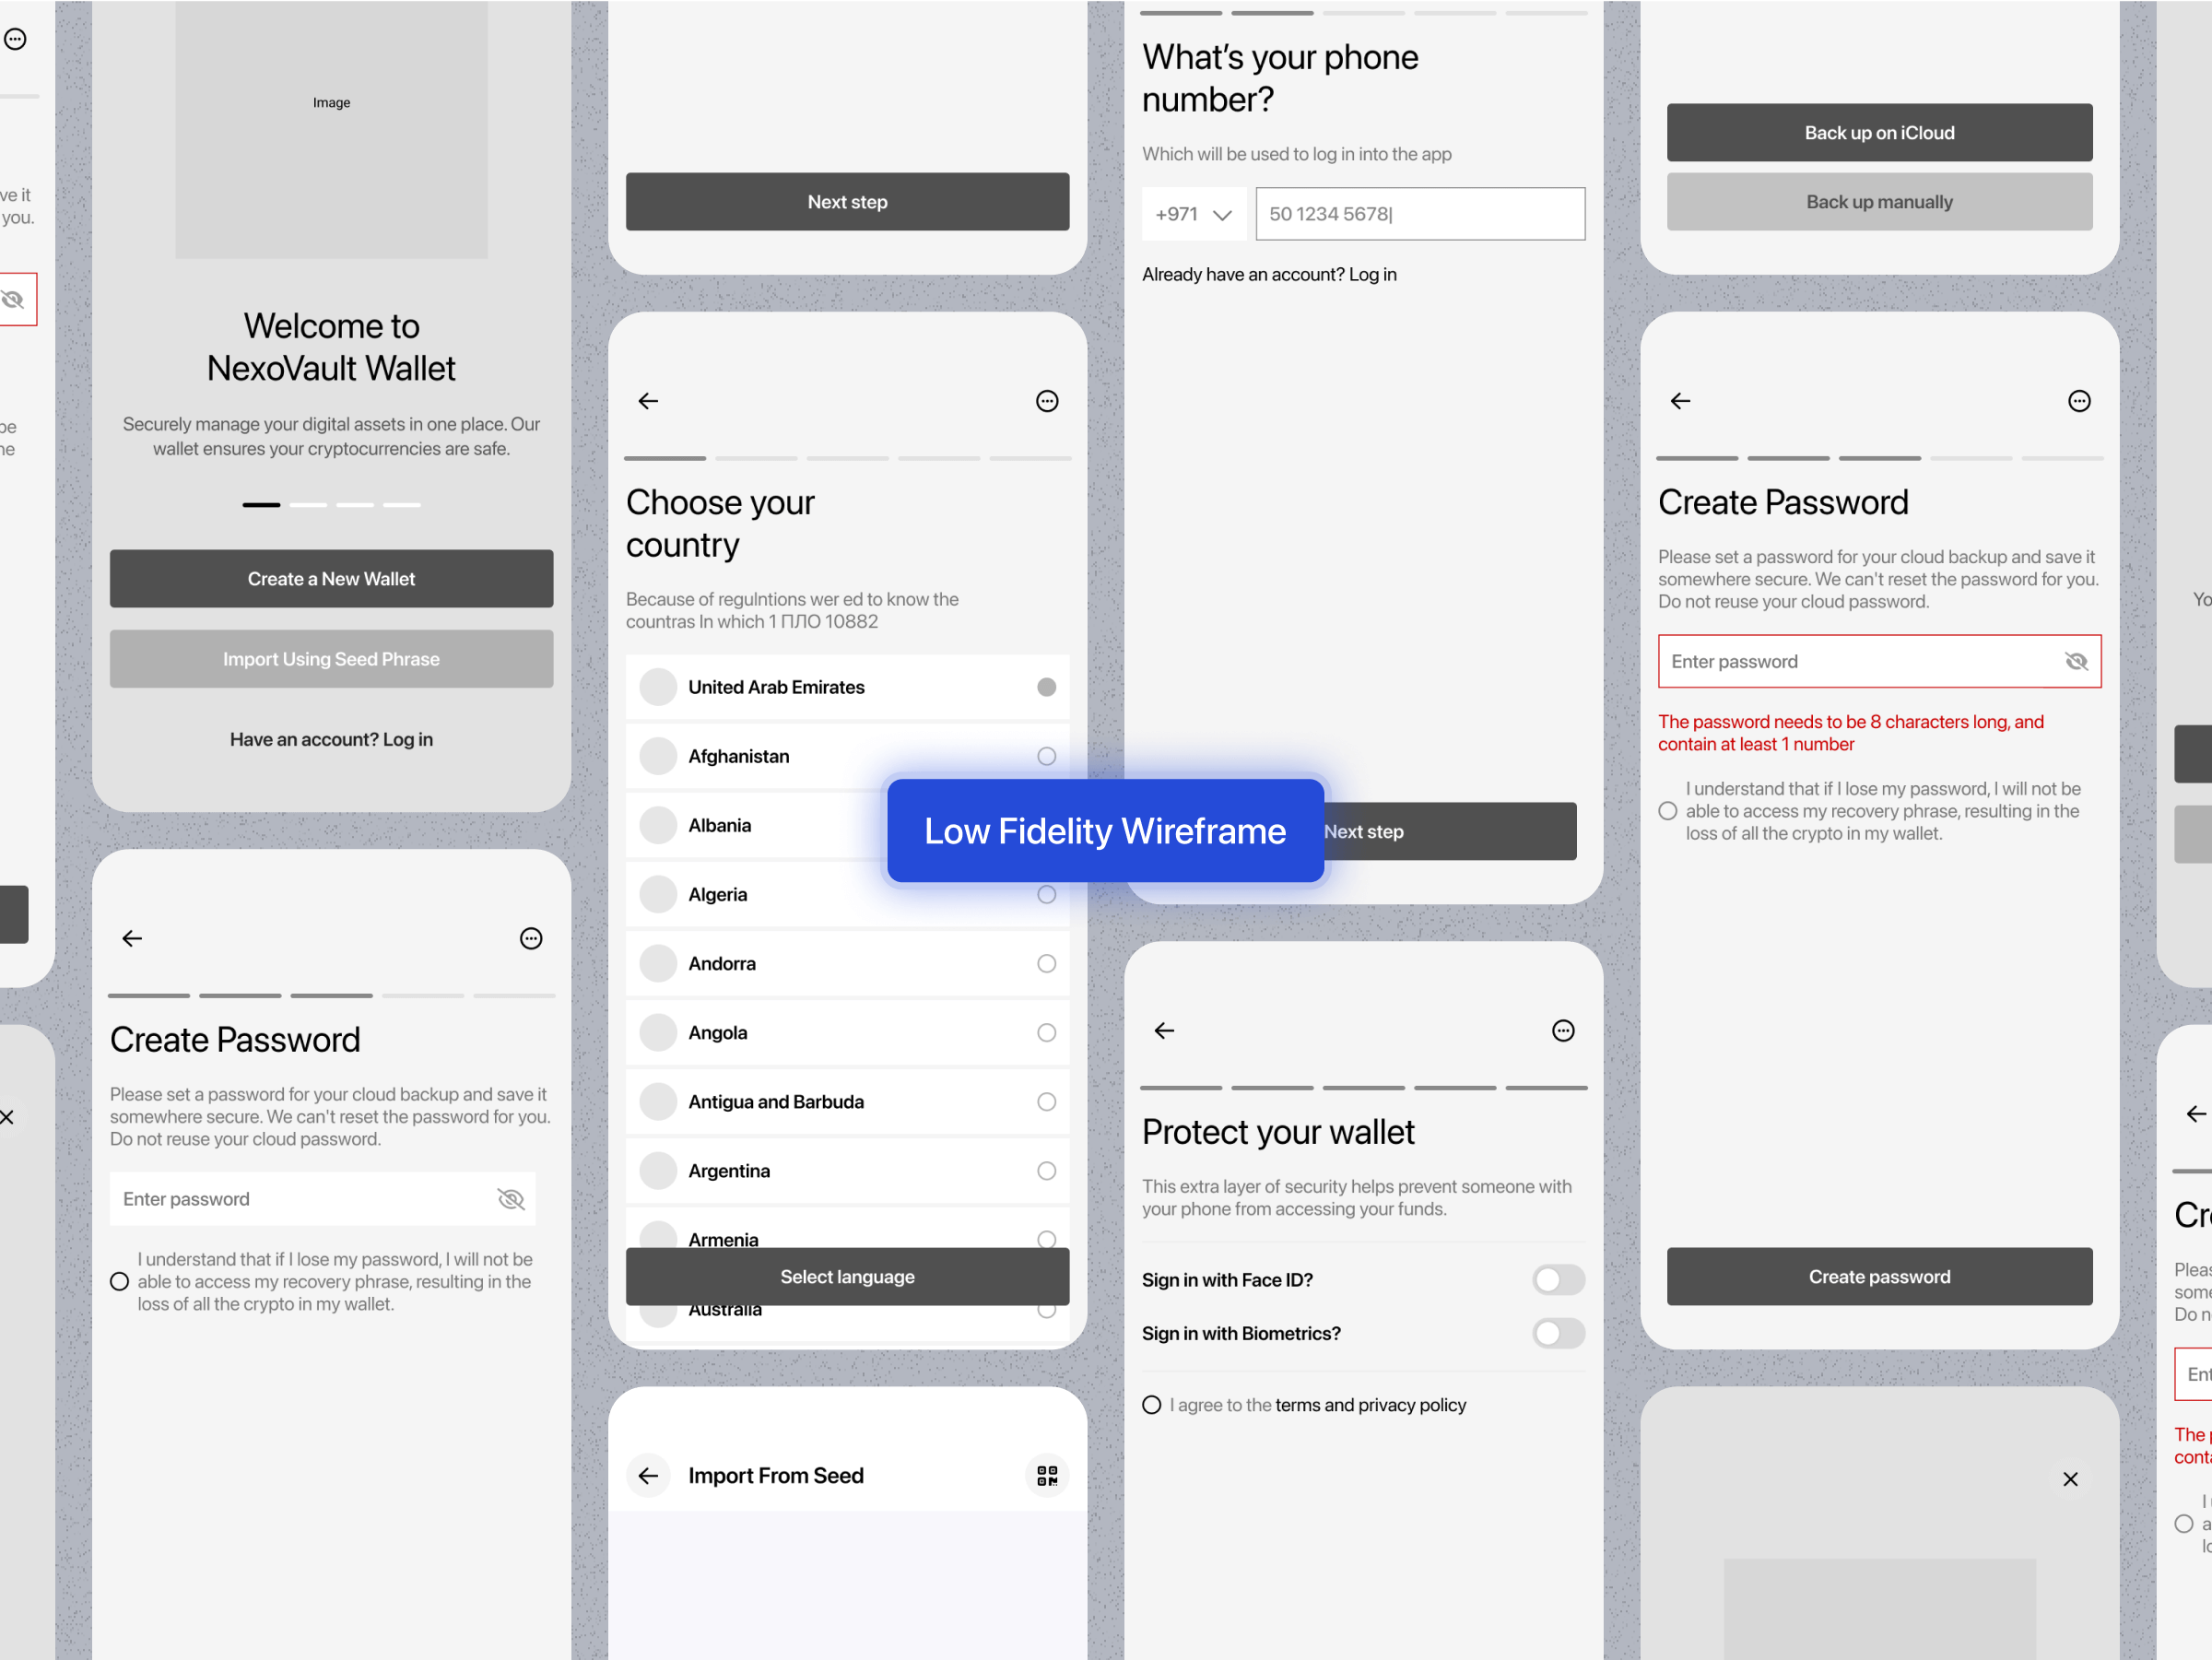 ve it
you.
be
ne
Image
Welcome to
NexoVault Wallet
Securely manage your digital assets in one place. Our
wallet ensures your cryptocurrencies are safe.
Create a New Wallet
Import Using Seed Phrase
Have an account? Log in
Create Password
Please set a password for your cloud backup and save it
somewhere secure. We can't reset the password for you.
Do not reuse your cloud password.
Enter password
I understand that if I lose my password, I will not be
able to access my recovery phrase, resulting in the
loss of all the crypto in my wallet.
Next step
Choose your
country
Because of regulntions wer ed to know the
countras In which 1 ПЛО 10882
United Arab Emirates
Afghanistan
Albania
Algeria
Andorra
Angola
Antigua and Barbuda
Argentina
Armenia
Select language
Australia
Import From Seed
Low Fidelity Wireframe
What's your phone
number?
Which will be used to log in into the app
+971
50 1234 5678|
Already have an account? Log in
Next step
Protect your wallet
This extra layer of security helps prevent someone with
your phone from accessing your funds.
Sign in with Face ID?
Sign in with Biometrics?
I agree to the terms and privacy policy
Back up on iCloud
Back up manually
Create Password
Please set a password for your cloud backup and save it
somewhere secure. We can't reset the password for you.
Do not reuse your cloud password.
Enter password
The password needs to be 8 characters long, and
contain at least 1 number
I understand that if I lose my password, I will not be
able to access my recovery phrase, resulting in the
loss of all the crypto in my wallet.
Create password
Yo
Cr
Pleas
some
Do n
Ent
The
conta
I
a
lo